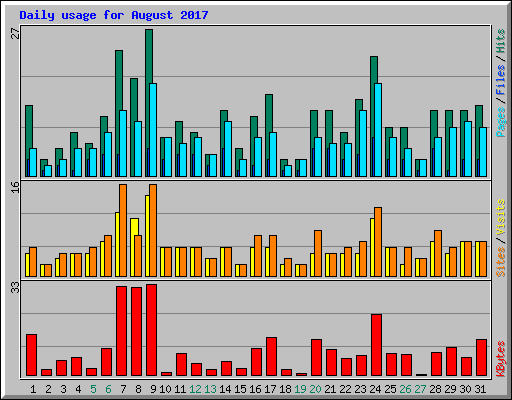 Daily usage for August 2017
27
Pages / Files / Hits
16
Sites / Visits
33
KBytes
1 2 3 4 5 6 7 8 9 10 11 12 13 14 15 16 17 18 19 20 21 22 23 24 25 26 27 28 29 30 31